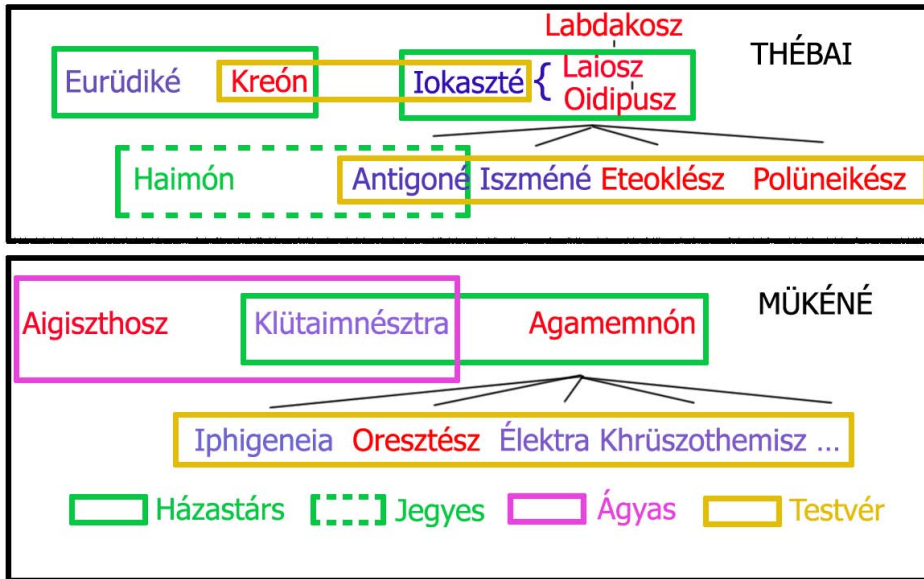 Labdakosz
THÉBAI
Eurüdiké Kreón Iokaszté { Laiosz
Oidipusz
Haimón Antigoné Iszméné Eteoklész Polüneikész
MÜKÉNÉ
Aigiszthosz Klütaimnésztra Agamemnón
Iphigeneia Oresztész Élektra Khrüszothemisz ...
Házastárs Jegyes Ágyas Testvér